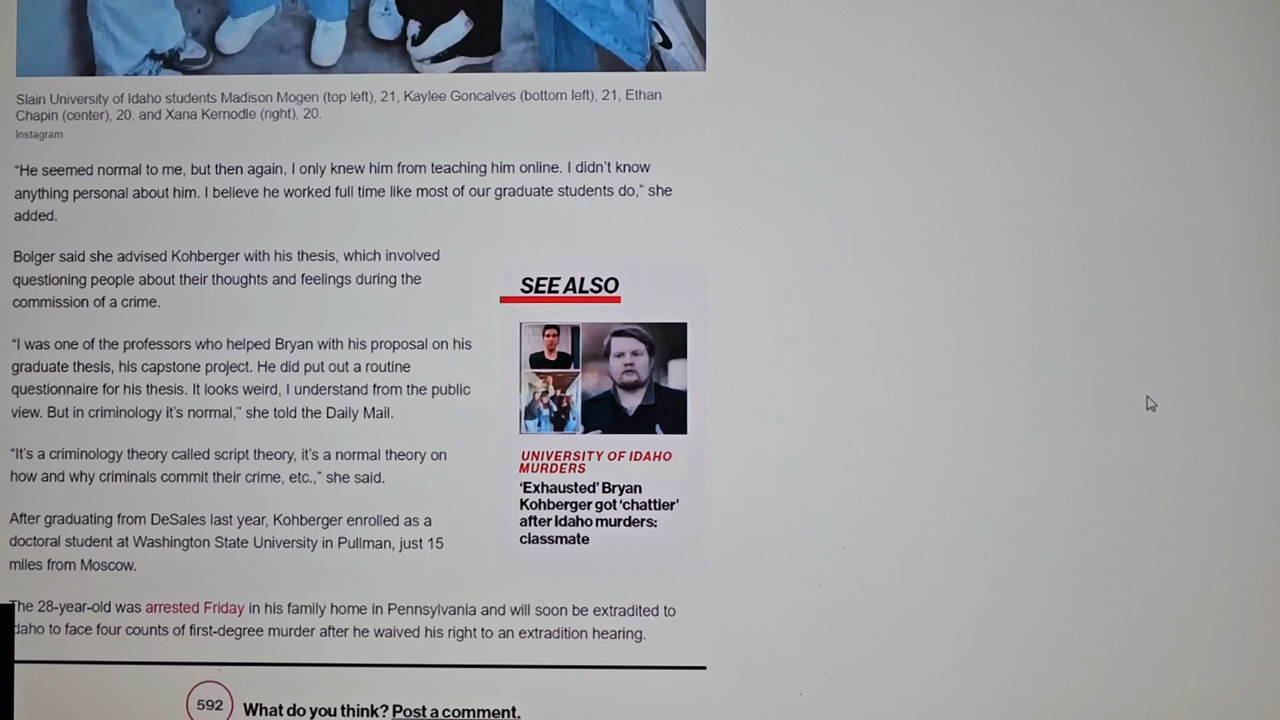 Slain University of Idaho students Madison Mogen (top left), 21, Kaylee Goncalves (bottom left), 21, Ethan
Chapin (center), 20, and Xana Kernodle (right), 20.
Instagram
“He seemed normal to me, but then again, I only knew him from teaching him online. I didn’t know
anything personal about him. I believe he worked full time like most of our graduate students do,” she
added.
Bolger said she advised Kohberger with his thesis, which involved
questioning people about their thoughts and feelings during the
commission of a crime.
“I was one of the professors who helped Bryan with his proposal on his
graduate thesis, his capstone project. He did put out a routine
questionnaire for his thesis. It looks weird, I understand from the public
view. But in criminology it’s normal,” she told the Daily Mail.
“It’s a criminology theory called script theory, it’s a normal theory on
how and why criminals commit their crime, etc.,” she said.
After graduating from DeSales last year, Kohberger enrolled as a
doctoral student at Washington State University in Pullman, just 15
miles from Moscow.
SEE ALSO
UNIVERSITY OF IDAHO
MURDERS
‘Exhausted’ Bryan
Kohberger got ‘chattier’
after Idaho murders:
classmate
The 28-year-old was arrested Friday in his family home in Pennsylvania and will soon be extradited to
Idaho to face four counts of first-degree murder after he waived his right to an extradition hearing.
592
What do you think? Post a comment.